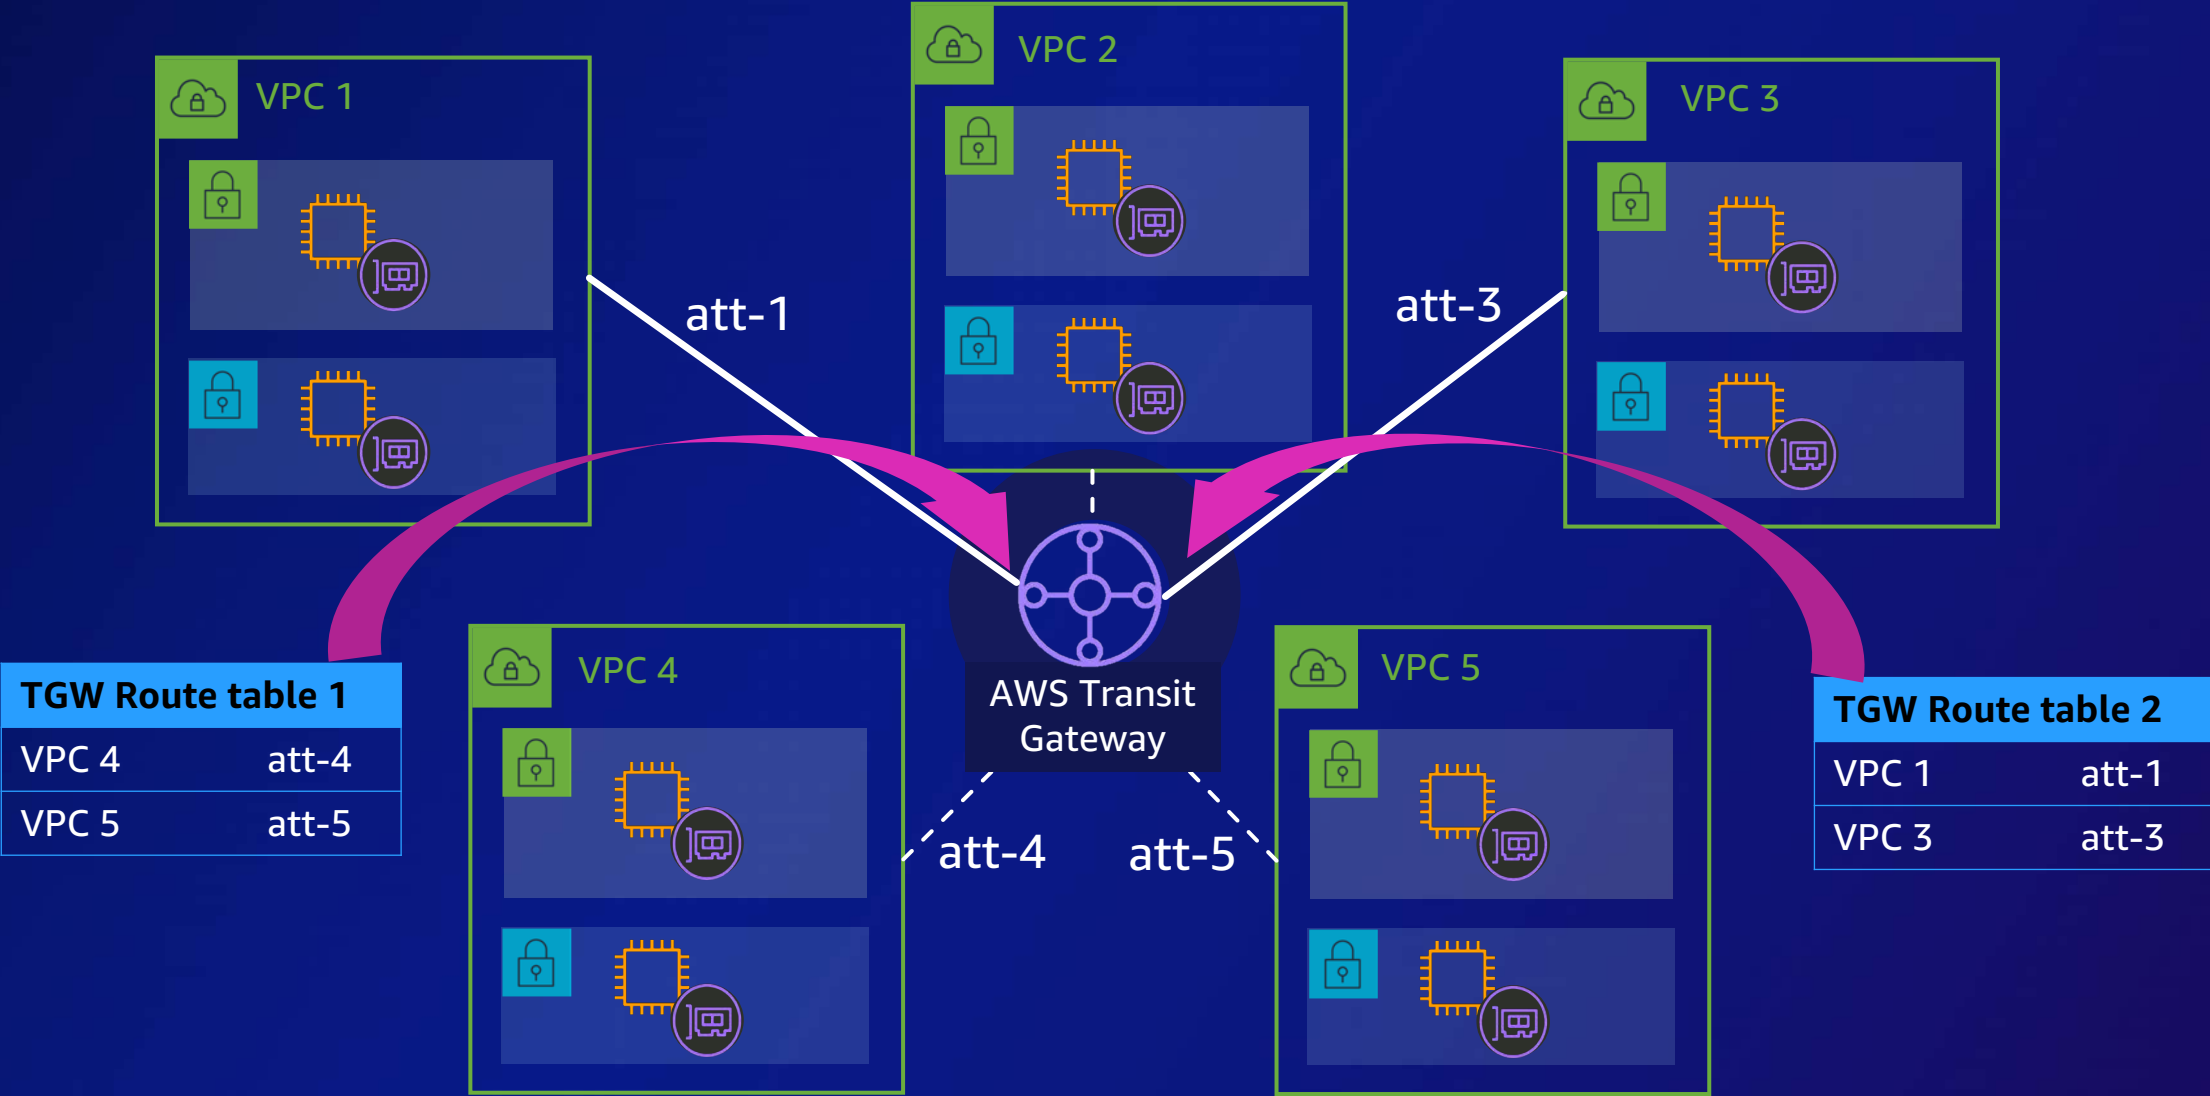 VPC 1
VPC 2
VPC 3
att-1
att-3
AWS Transit
Gateway
VPC 4
VPC 5
att-4
att-5
TGW Route table 1
VPC 4 att-4
VPC 5 att-5
TGW Route table 2
VPC 1 att-1
VPC 3 att-3